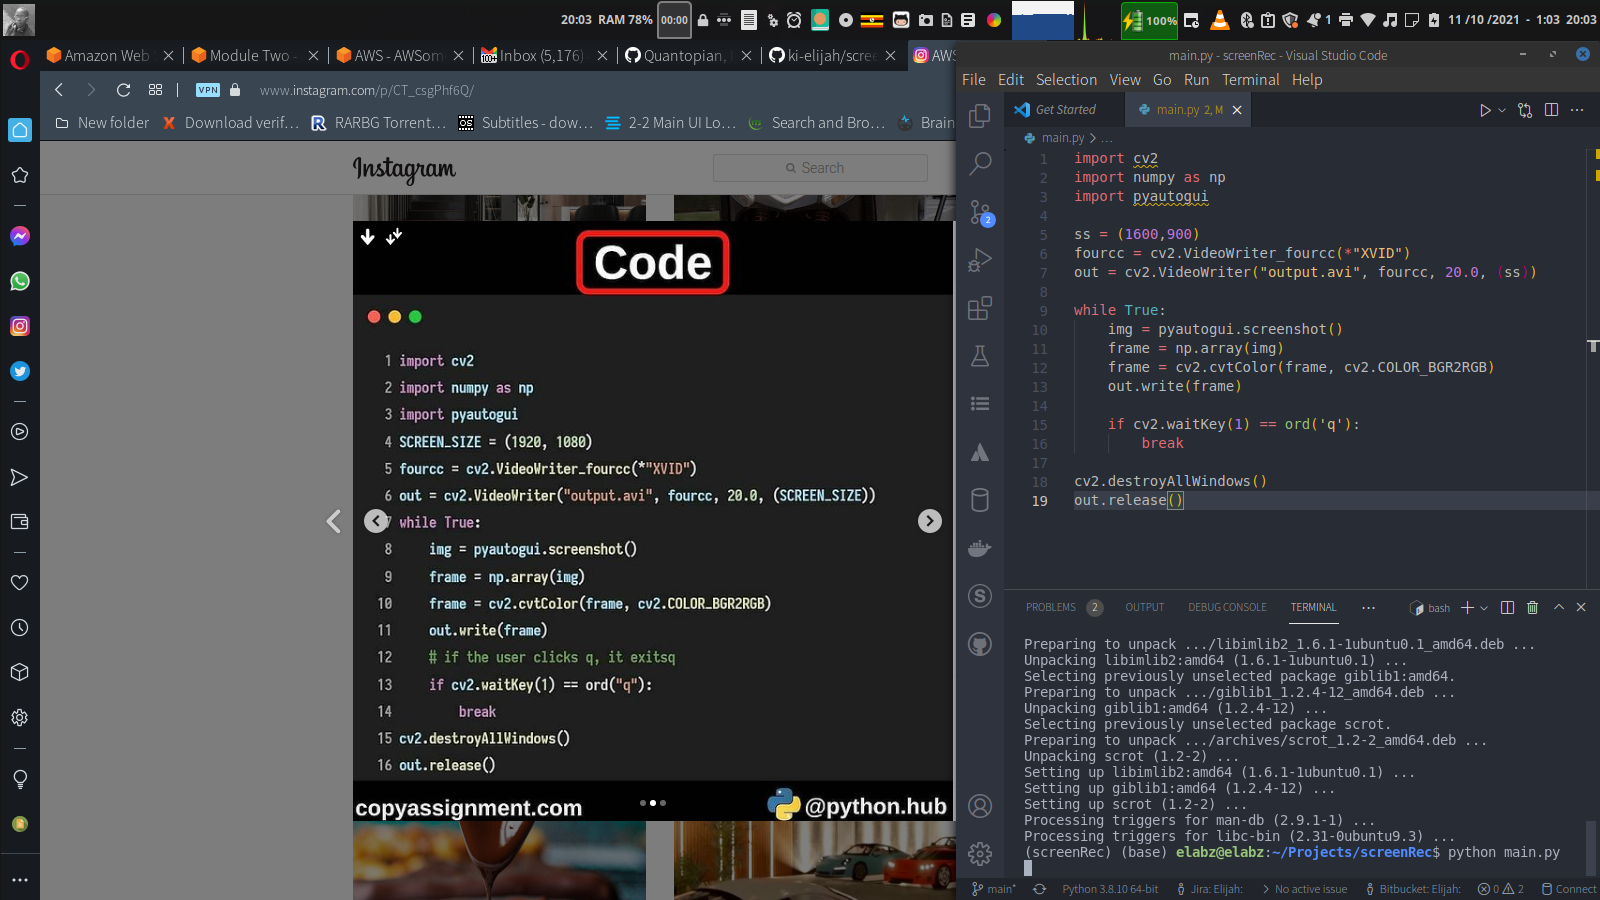 20:03 RAM 78% 00:00 100% 1 11 /10 /2021 - 1:03 20:03
Amazon Web
Module Two -
AWS - AWSom
Inbox (5,176)
Quantopian,
ki-elijah/scree
AWS
VPN
www.instagram.com/p/CT_csgPhf6Q/
New folder
Download verif...
RARBG Torrent...
Subtitles - dow...
2-2 Main UI Lo...
Search and Bro...
Brain
Instagram
Search
Code
1 import cv2
2 import numpy as np
3 import pyautogui
4 SCREEN_SIZE = (1920, 1080)
5 fourcc = cv2.VideoWriter_fourcc(*"XVID")
6 out = cv2.VideoWriter("output.avi", fourcc, 20.0, (SCREEN_SIZE))
7 while True:
8 img = pyautogui.screenshot()
9 frame = np.array(img)
10 frame = cv2.cvtColor(frame, cv2.COLOR_BGR2RGB)
11 out.write(frame)
12 # if the user clicks q, it exitsq
13 if cv2.waitKey(1) == ord("q"):
14 break
15 cv2.destroyAllWindows()
16 out.release()
copyassignment.com
@python.hub
main.py - screenRec - Visual Studio Code
File Edit Selection View Go Run Terminal Help
Get Started
main.py 2, M
main.py > ...
1 import cv2
2 import numpy as np
3 import pyautogui
4
5 ss = (1600,900)
6 fourcc = cv2.VideoWriter_fourcc(*"XVID")
7 out = cv2.VideoWriter("output.avi", fourcc, 20.0, (ss))
8
9 while True:
10 img = pyautogui.screenshot()
11 frame = np.array(img)
12 frame = cv2.cvtColor(frame, cv2.COLOR_BGR2RGB)
13 out.write(frame)
14
15 if cv2.waitKey(1) == ord('q'):
16 break
17
18 cv2.destroyAllWindows()
19 out.release()
2
PROBLEMS 2 OUTPUT DEBUG CONSOLE TERMINAL ... bash
Preparing to unpack .../libimlib2_1.6.1-1ubuntu0.1_amd64.deb ...
Unpacking libimlib2:amd64 (1.6.1-1ubuntu0.1) ...
Selecting previously unselected package giblib1:amd64.
Preparing to unpack .../giblib1_1.2.4-12_amd64.deb ...
Unpacking giblib1:amd64 (1.2.4-12) ...
Selecting previously unselected package scrot.
Preparing to unpack .../archives/scrot_1.2-2_amd64.deb ...
Unpacking scrot (1.2-2) ...
Setting up libimlib2:amd64 (1.6.1-1ubuntu0.1) ...
Setting up giblib1:amd64 (1.2.4-12) ...
Setting up scrot (1.2-2) ...
Processing triggers for man-db (2.9.1-1) ...
Processing triggers for libc-bin (2.31-0ubuntu9.3) ...
(screenRec) (base) elabz@elabz:~/Projects/screenRec$ python main.py
main* Python 3.8.10 64-bit Jira: Elijah: No active issue Bitbucket: Elijah: 0 2 Connect